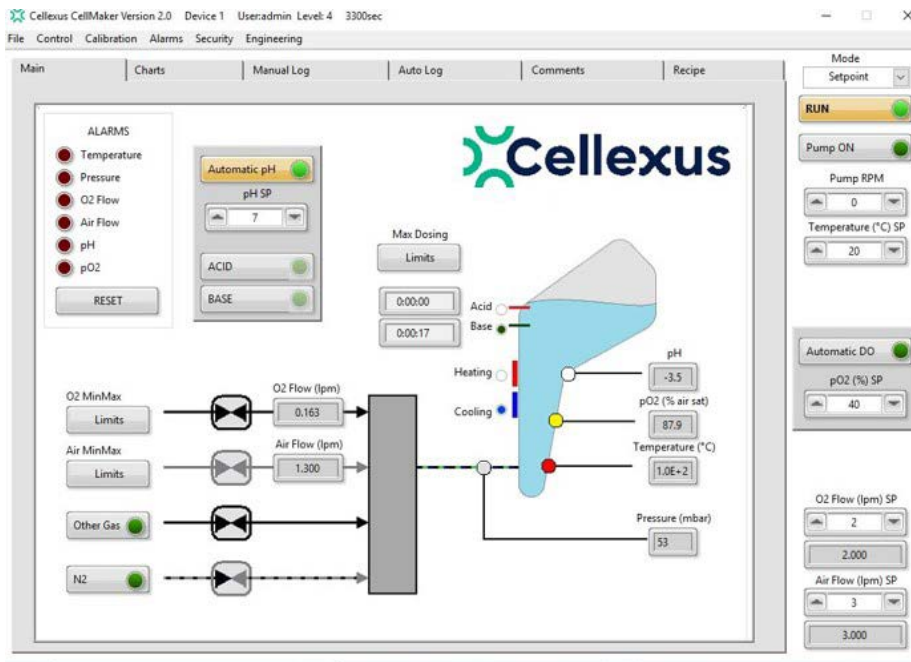 Cellexus CellMaker Version 2.0 Device 1 User:admin Level: 4 3300sec
File Control Calibration Alarms Security Engineering
Main Charts Manual Log Auto Log Comments Recipe
Mode
Setpoint
RUN
Pump ON
Pump RPM
0
Temperature (°C) SP
20
Automatic DO
pO2 (%) SP
40
O2 Flow (lpm) SP
2
2.000
Air Flow (lpm) SP
3
3.000
ALARMS
Temperature
Pressure
O2 Flow
Air Flow
pH
pO2
RESET
Automatic pH
pH SP
7
ACID
BASE
Cellexus
Max Dosing
Limits
0:00:00
Acid
0:00:17
Base
Heating
Cooling
pH
-3.5
pO2 (% air sat)
87.9
Temperature (°C)
1.0E+2
Pressure (mbar)
53
O2 MinMax
Limits
O2 Flow (lpm)
0.163
Air MinMax
Limits
Air Flow (lpm)
1.300
Other Gas
N2